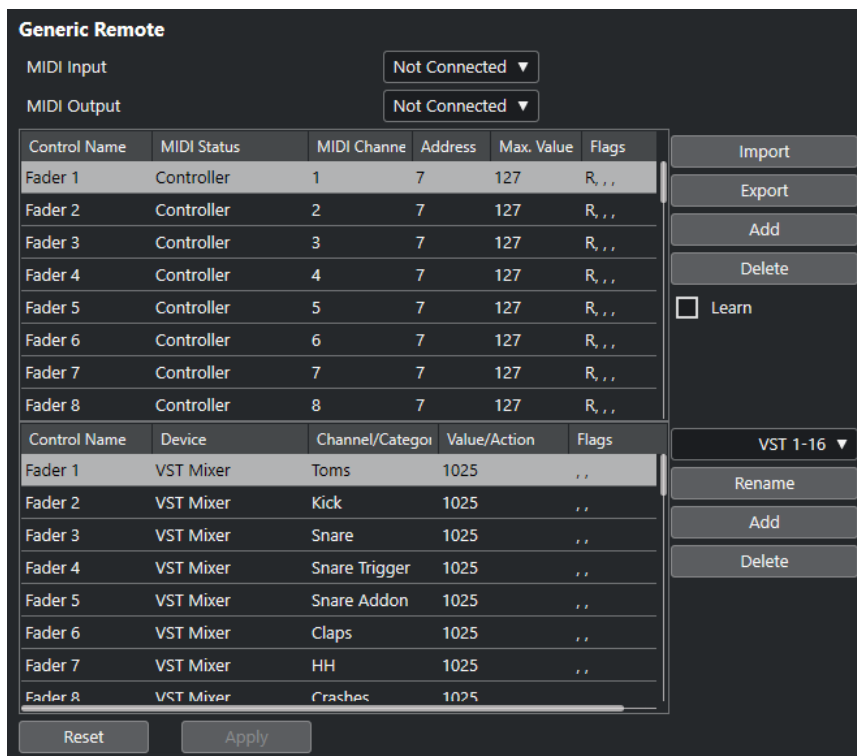 Generic Remote
MIDI Input Not Connected ▼
MIDI Output Not Connected ▼
Control Name MIDI Status MIDI Channe Address Max. Value Flags
Import
Fader 1 Controller 1 7 127 R, , ,
Export
Fader 2 Controller 2 7 127 R, , ,
Add
Fader 3 Controller 3 7 127 R, , ,
Fader 4 Controller 4 7 127 R, , ,
Delete
Fader 5 Controller 5 7 127 R, , ,
Learn
Fader 6 Controller 6 7 127 R, , ,
Fader 7 Controller 7 7 127 R, , ,
Fader 8 Controller 8 7 127 R, , ,
Control Name Device Channel/Categor Value/Action Flags
VST 1-16 ▼
Fader 1 VST Mixer Toms 1025 , ,
Rename
Fader 2 VST Mixer Kick 1025 , ,
Add
Fader 3 VST Mixer Snare 1025 , ,
Fader 4 VST Mixer Snare Trigger 1025 , ,
Delete
Fader 5 VST Mixer Snare Addon 1025 , ,
Fader 6 VST Mixer Claps 1025 , ,
Fader 7 VST Mixer HH 1025 , ,
Fader 8 VST Mixer Crashes 1025
Reset Apply